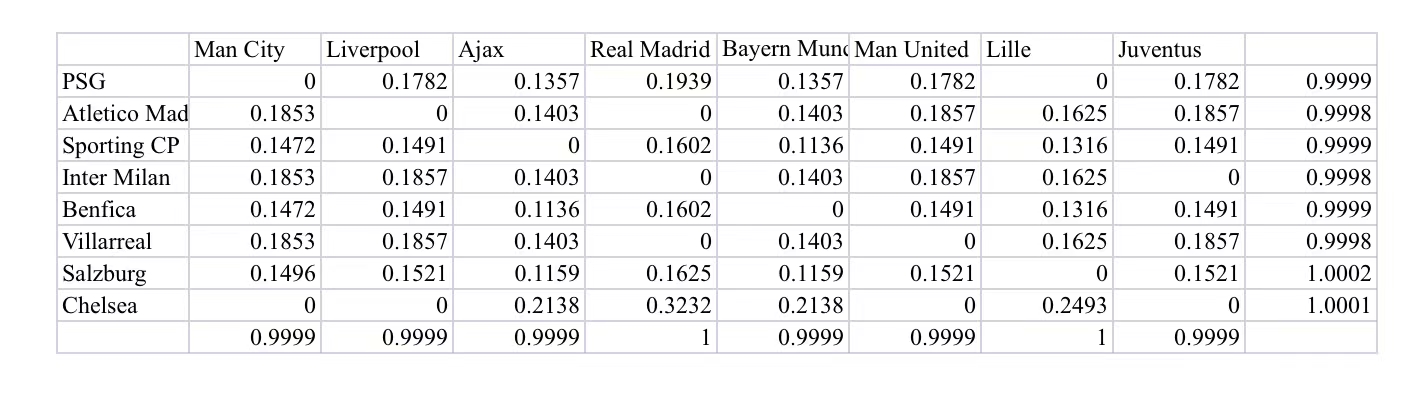 Man City Liverpool Ajax Real Madrid Bayern Munc Man United Lille Juventus
PSG 0 0.1782 0.1357 0.1939 0.1357 0.1782 0 0.1782 0.9999
Atletico Mad 0.1853 0 0.1403 0 0.1403 0.1857 0.1625 0.1857 0.9998
Sporting CP 0.1472 0.1491 0 0.1602 0.1136 0.1491 0.1316 0.1491 0.9999
Inter Milan 0.1853 0.1857 0.1403 0 0.1403 0.1857 0.1625 0 0.9998
Benfica 0.1472 0.1491 0.1136 0.1602 0 0.1491 0.1316 0.1491 0.9999
Villarreal 0.1853 0.1857 0.1403 0 0.1403 0 0.1625 0.1857 0.9998
Salzburg 0.1496 0.1521 0.1159 0.1625 0.1159 0.1521 0 0.1521 1.0002
Chelsea 0 0 0.2138 0.3232 0.2138 0 0.2493 0 1.0001
0.9999 0.9999 0.9999 1 0.9999 0.9999 1 0.9999